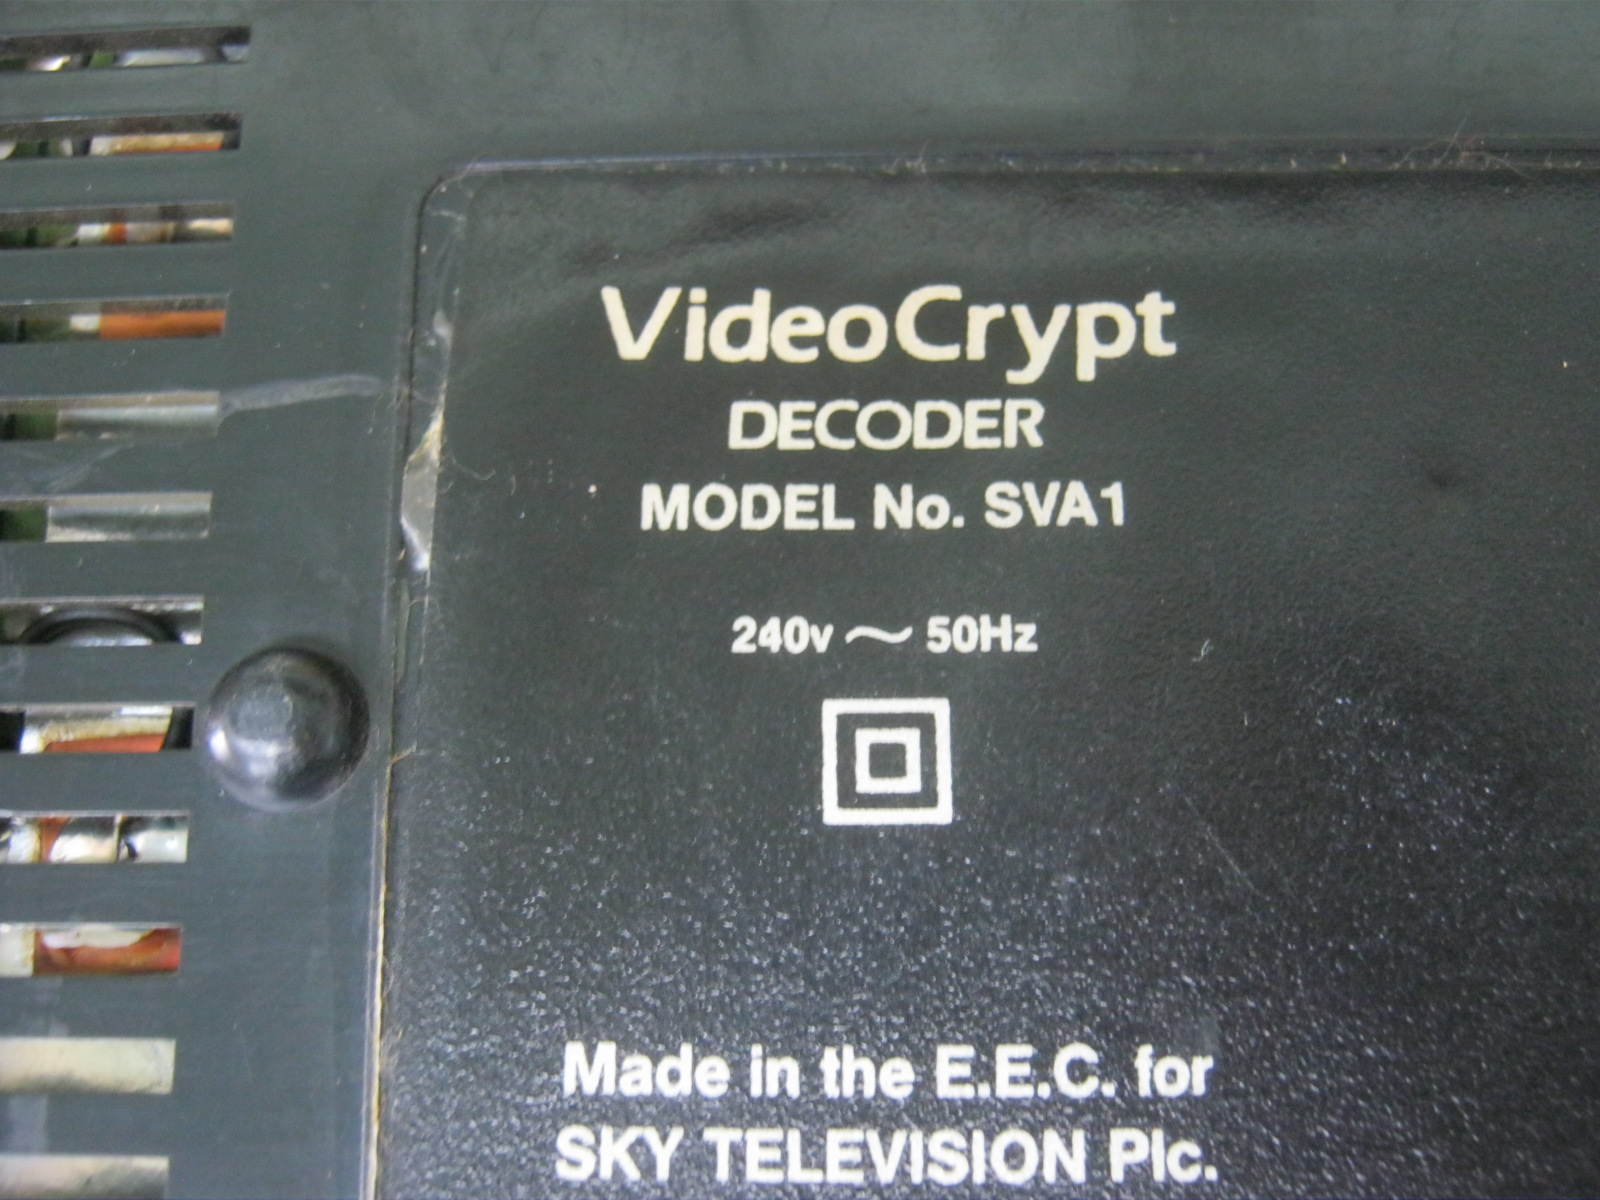 VideoCrypt
DECODER
MODEL No. SVA1
240v ~ 50Hz
Made in the E.E.C. for
SKY TELEVISION Plc.